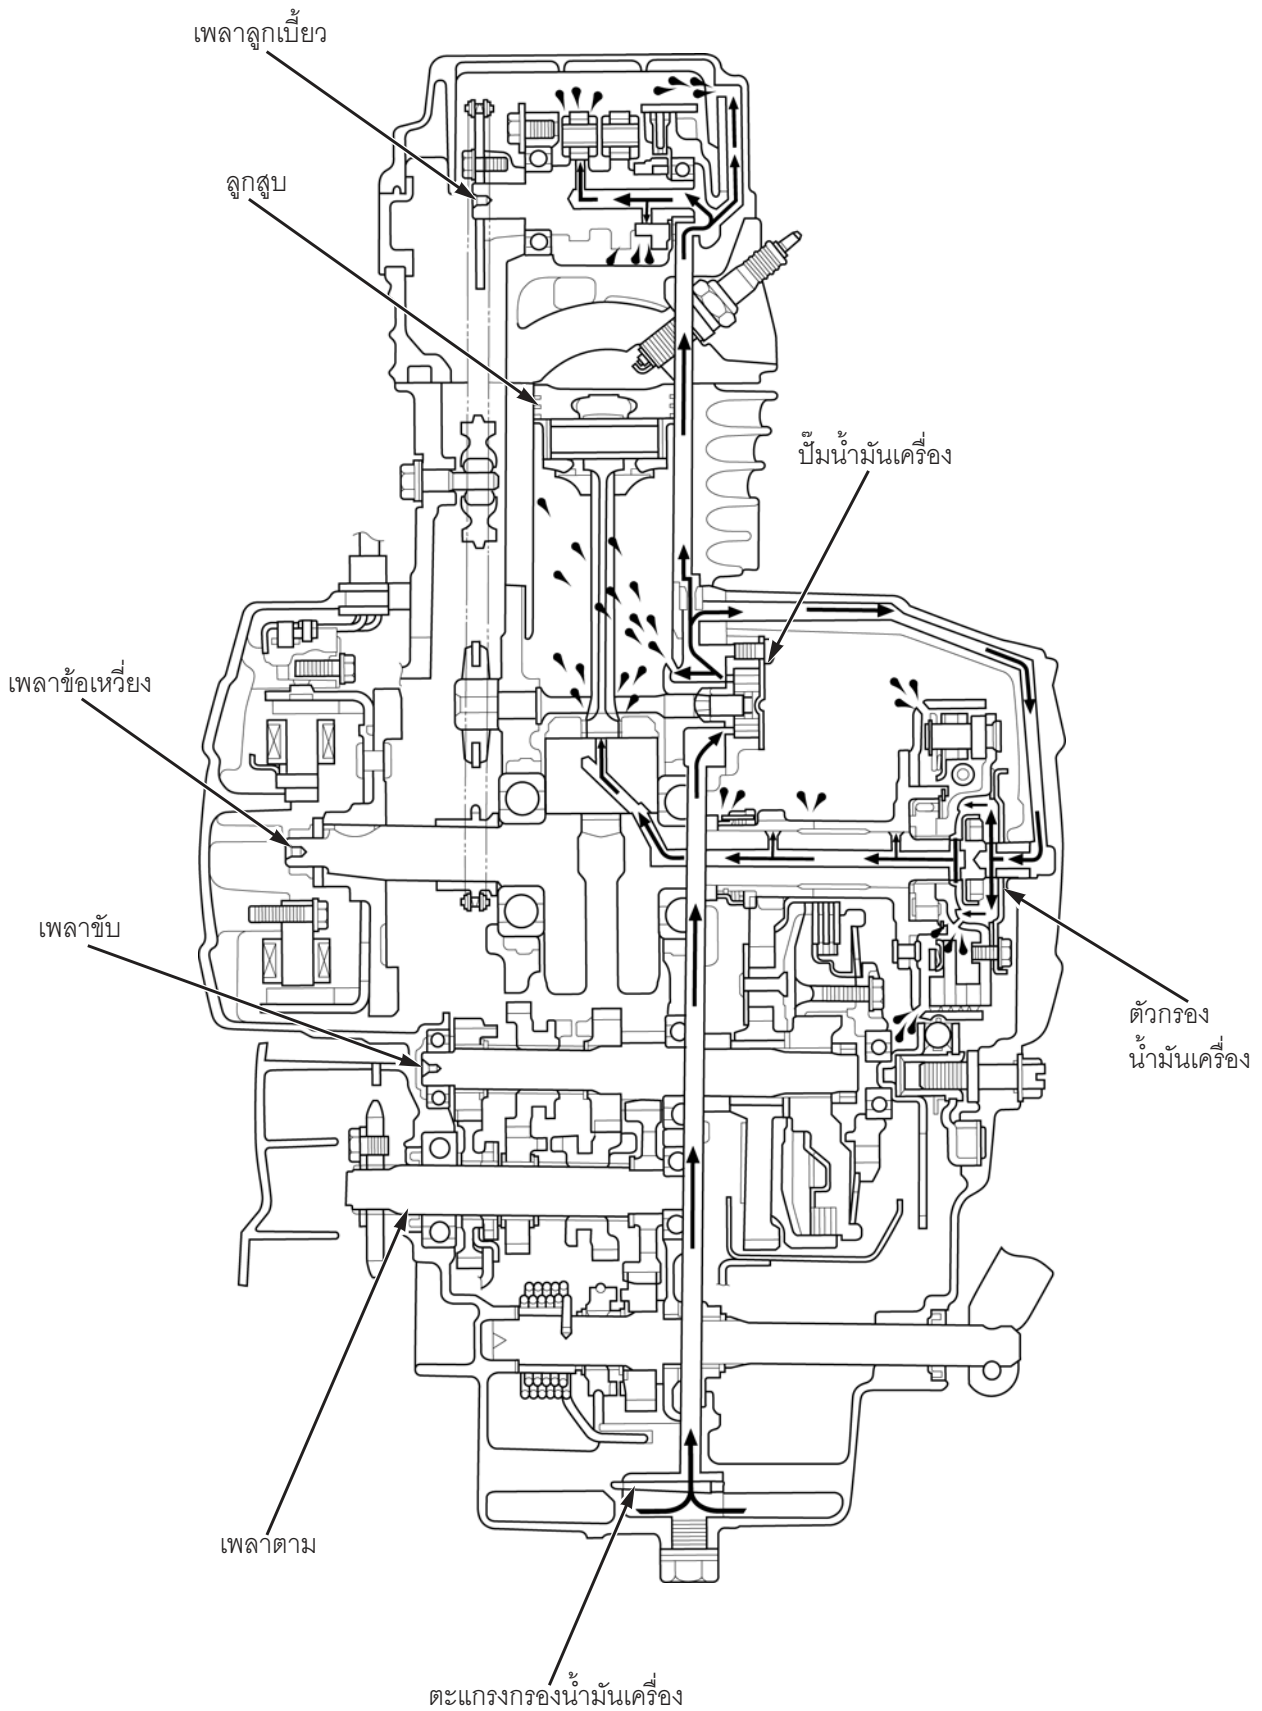 เพลาลูกเบี้ยว
ลูกสูบ
ปั๊มน้ำมันเครื่อง
เพลาข้อเหวี่ยง
เพลาขับ
ตัวกรอง
น้ำมันเครื่อง
เพลาตาม
ตะแกรงกรองน้ำมันเครื่อง